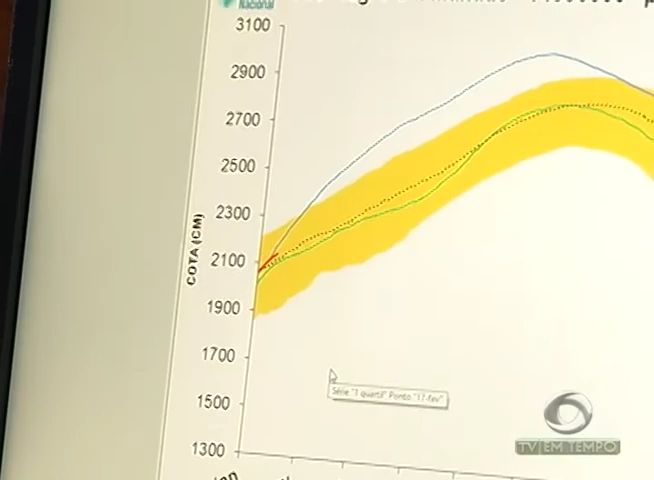 Nacional
3100
2900
2700
2500
2300
2100
1900
1700
1500
1300
COTA (CM)
Série "1 quartil" Ponto "17-fev"
TV EM TEMPO